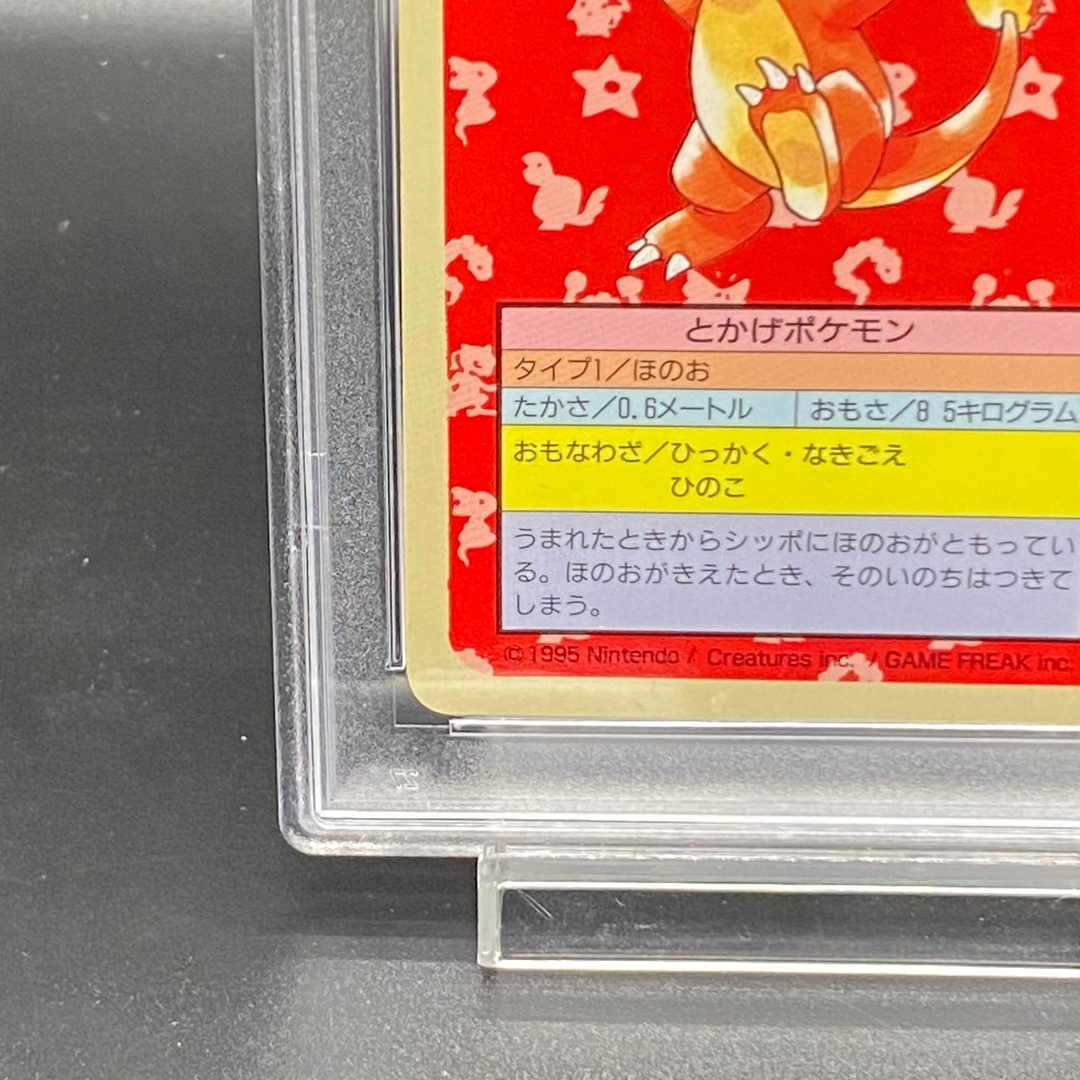 とかげポケモン
タイプ1／ほのお
たかさ／0.6メートル
おもさ／8 5キログラム
おもなわざ／ひっかく・なきごえ
ひのこ
うまれたときからシッポにほのおがともってい
る。ほのおがきえたとき、そのいのちはつきて
しまう。
© 1995 Nintendo / Creatures inc. / GAME FREAK inc.